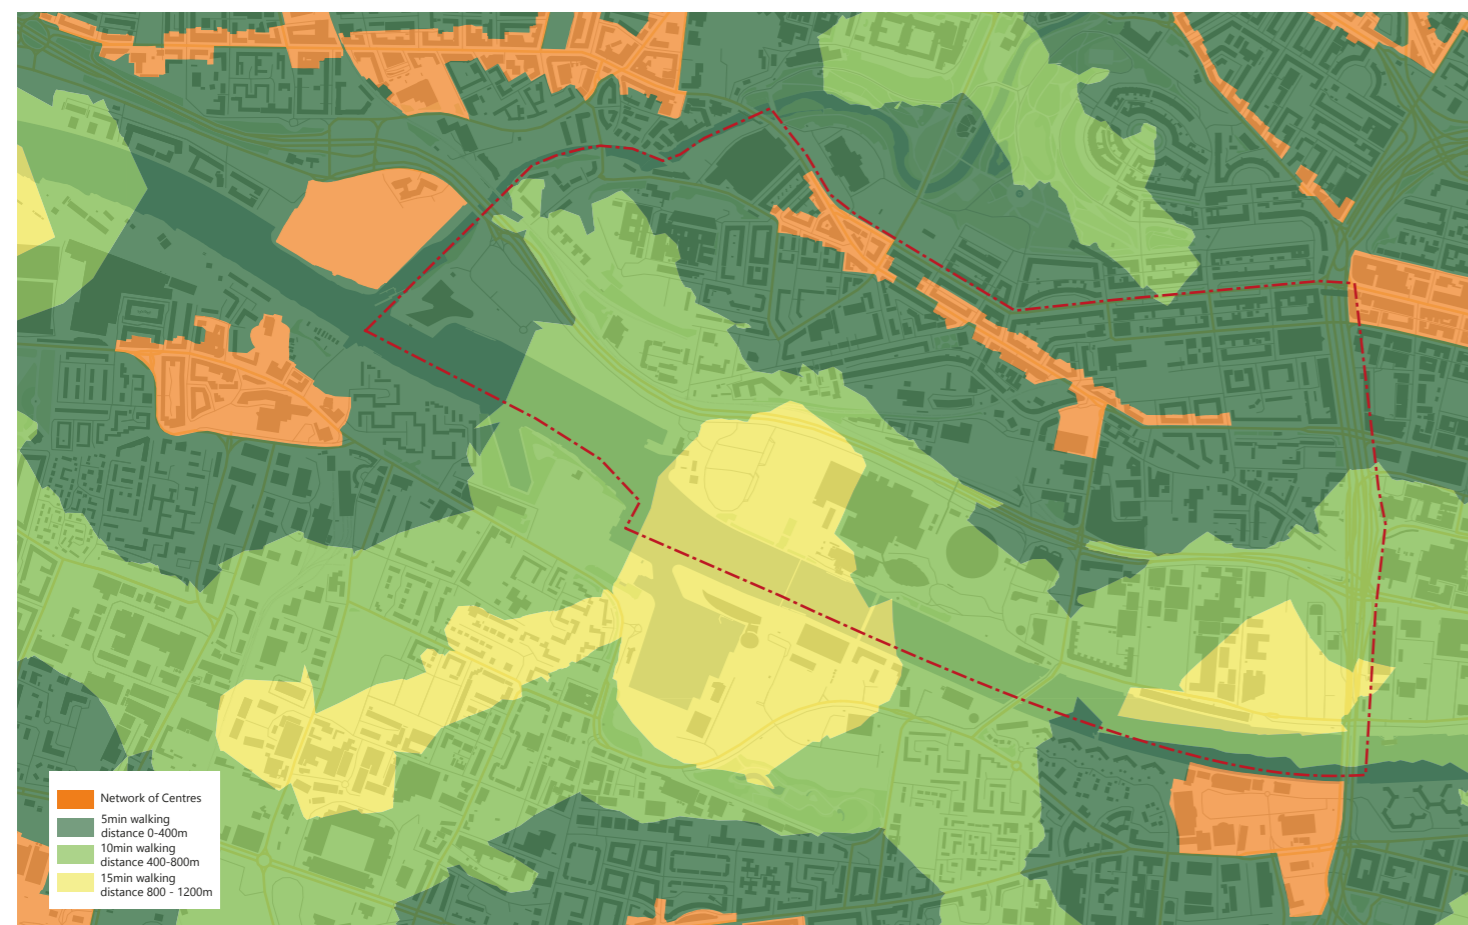 Network of Centres
5min walking
distance 0-400m
10min walking
distance 400-800m
15min walking
distance 800 - 1200m